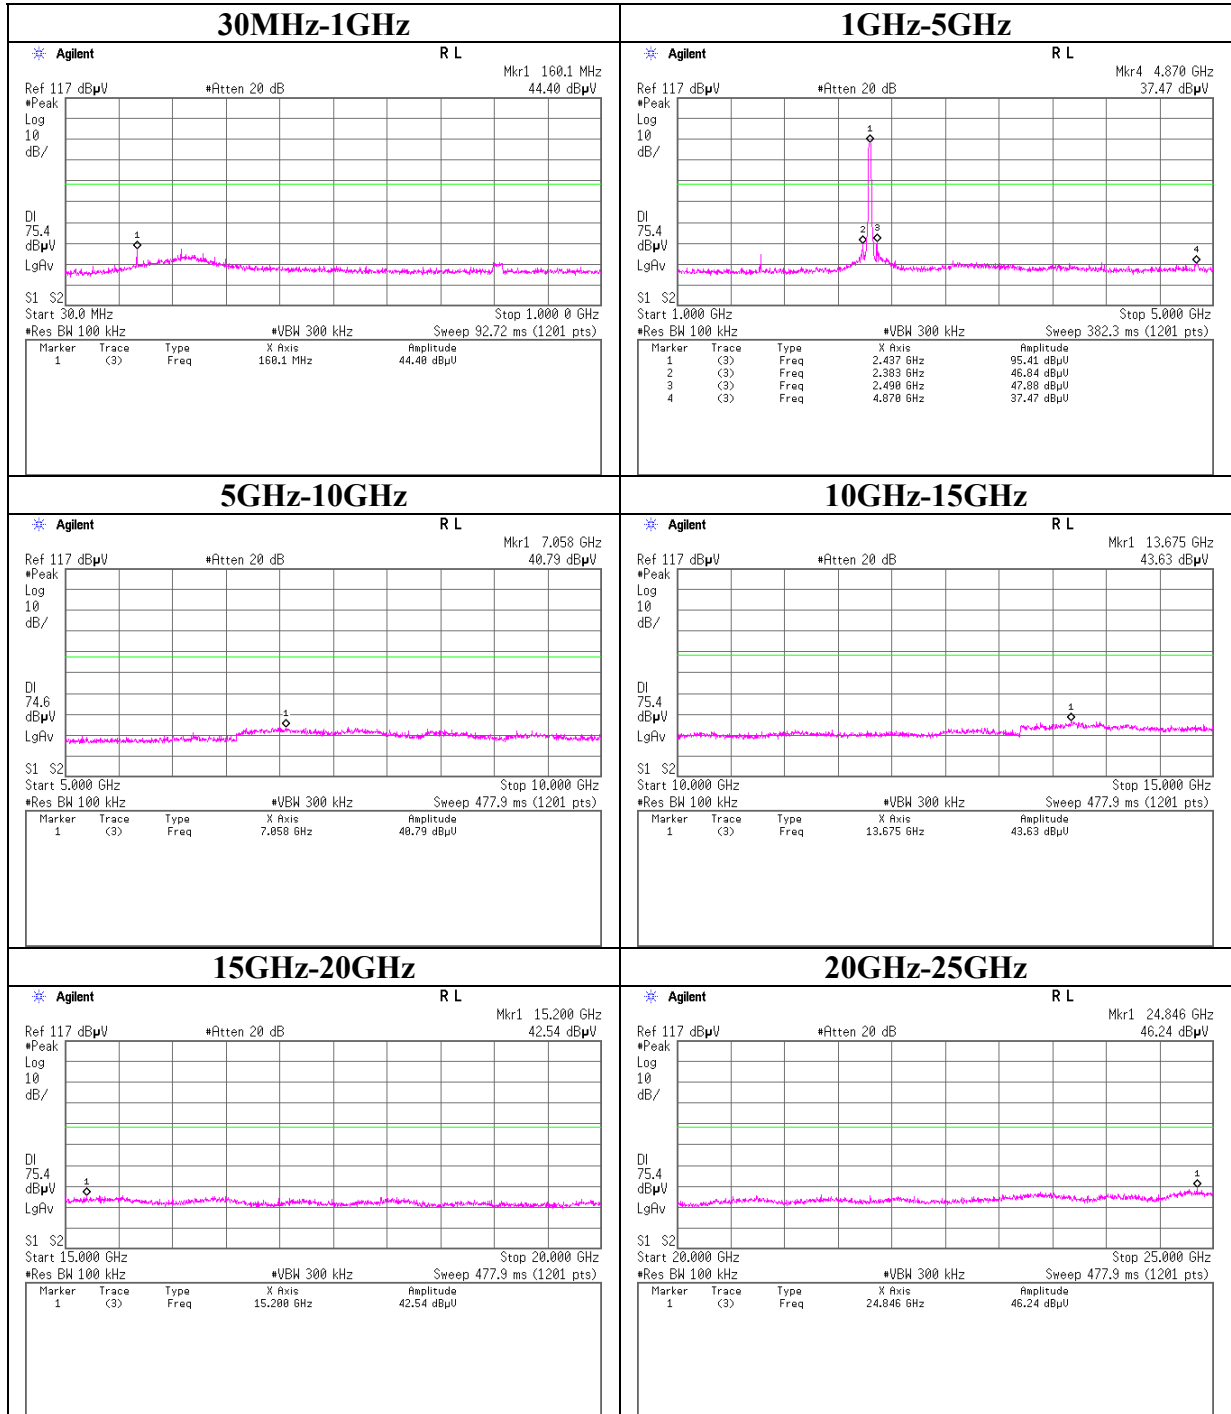 30MHz-1GHz
Agilent R L
Mkr1 160.1 MHz
Ref 117 dBµV #Atten 20 dB 44.40 dBµV
#Peak
Log
10
dB/
DI
75.4
dBµV
LgAv
1
S1 S2
Start 30.0 MHz Stop 1.000 0 GHz
#Res BW 100 kHz #VBW 300 kHz Sweep 92.72 ms (1201 pts)
Marker Trace Type X Axis Amplitude
1 (3) Freq 160.1 MHz 44.40 dBµV
1GHz-5GHz
Agilent R L
Mkr4 4.870 GHz
Ref 117 dBµV #Atten 20 dB 37.47 dBµV
#Peak
Log
10
dB/
1
DI
75.4
dBµV
LgAv
2 3
4
S1 S2
Start 1.000 GHz Stop 5.000 GHz
#Res BW 100 kHz #VBW 300 kHz Sweep 382.3 ms (1201 pts)
Marker Trace Type X Axis Amplitude
1 (3) Freq 2.437 GHz 95.41 dBµV
2 (3) Freq 2.383 GHz 46.84 dBµV
3 (3) Freq 2.490 GHz 47.88 dBµV
4 (3) Freq 4.870 GHz 37.47 dBµV
5GHz-10GHz
Agilent R L
Mkr1 7.058 GHz
Ref 117 dBµV #Atten 20 dB 40.79 dBµV
#Peak
Log
10
dB/
DI
74.6
dBµV
LgAv
1
S1 S2
Start 5.000 GHz Stop 10.000 GHz
#Res BW 100 kHz #VBW 300 kHz Sweep 477.9 ms (1201 pts)
Marker Trace Type X Axis Amplitude
1 (3) Freq 7.058 GHz 40.79 dBµV
10GHz-15GHz
Agilent R L
Mkr1 13.675 GHz
Ref 117 dBµV #Atten 20 dB 43.63 dBµV
#Peak
Log
10
dB/
DI
75.4
dBµV
LgAv
1
S1 S2
Start 10.000 GHz Stop 15.000 GHz
#Res BW 100 kHz #VBW 300 kHz Sweep 477.9 ms (1201 pts)
Marker Trace Type X Axis Amplitude
1 (3) Freq 13.675 GHz 43.63 dBµV
15GHz-20GHz
Agilent R L
Mkr1 15.200 GHz
Ref 117 dBµV #Atten 20 dB 42.54 dBµV
#Peak
Log
10
dB/
DI
75.4
dBµV
LgAv
1
S1 S2
Start 15.000 GHz Stop 20.000 GHz
#Res BW 100 kHz #VBW 300 kHz Sweep 477.9 ms (1201 pts)
Marker Trace Type X Axis Amplitude
1 (3) Freq 15.200 GHz 42.54 dBµV
20GHz-25GHz
Agilent R L
Mkr1 24.846 GHz
Ref 117 dBµV #Atten 20 dB 46.24 dBµV
#Peak
Log
10
dB/
DI
75.4
dBµV
LgAv
1
S1 S2
Start 20.000 GHz Stop 25.000 GHz
#Res BW 100 kHz #VBW 300 kHz Sweep 477.9 ms (1201 pts)
Marker Trace Type X Axis Amplitude
1 (3) Freq 24.846 GHz 46.24 dBµV